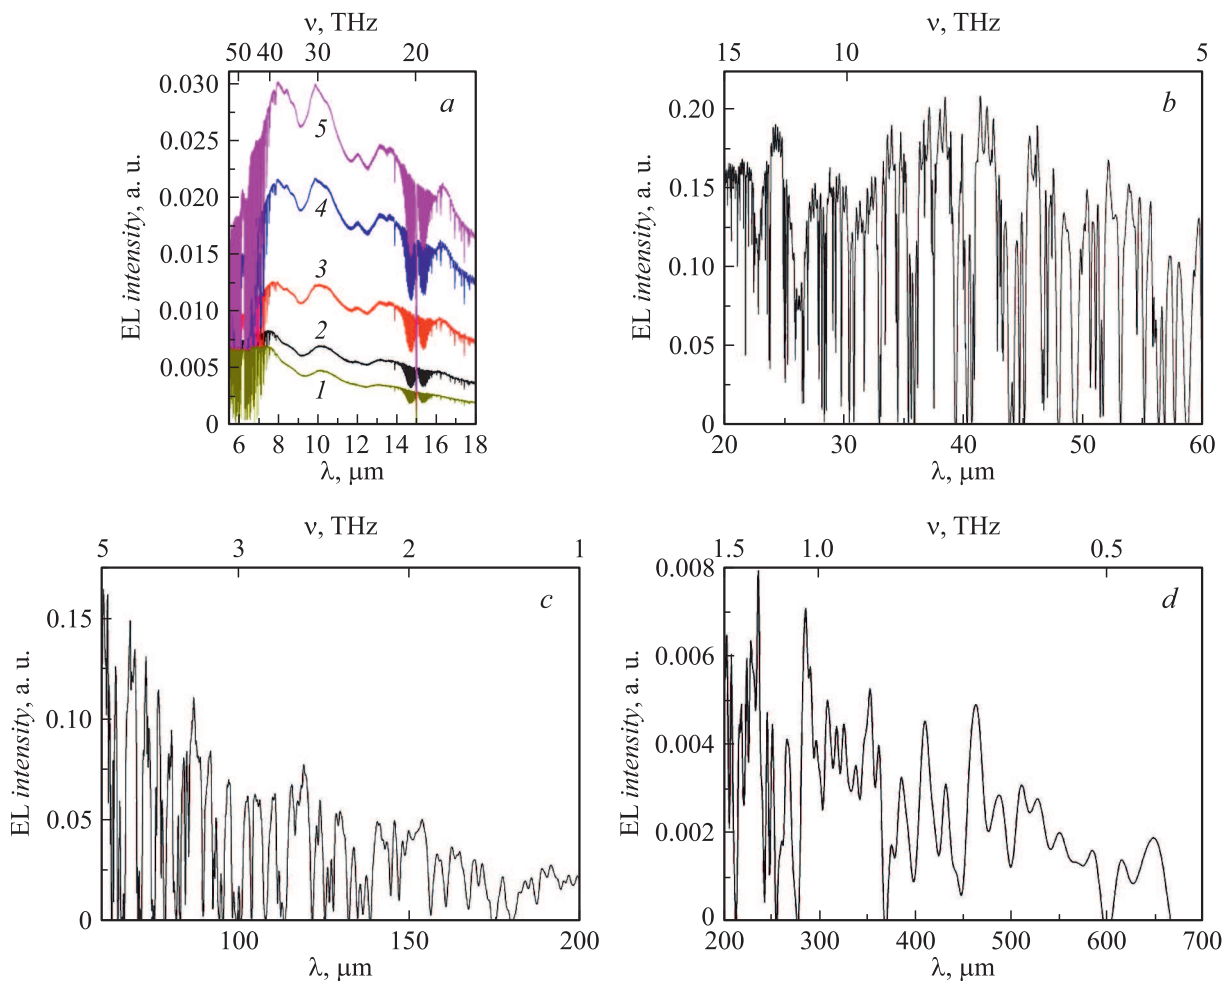 ν, THz
50 40 30 20
EL intensity, a. u.
0.030
0.025
0.020
0.015
0.010
0.005
0
a
5
4
3
2
1
6 8 10 12 14 16 18
λ, μm
ν, THz
15 10 5
EL intensity, a. u.
0.20
0.15
0.10
0.05
0
b
20 30 40 50 60
λ, μm
ν, THz
5 3 2 1
EL intensity, a. u.
0.15
0.10
0.05
0
c
100 150 200
λ, μm
ν, THz
1.5 1.0 0.5
EL intensity, a. u.
0.008
0.006
0.004
0.002
0
d
200 300 400 500 600 700
λ, μm